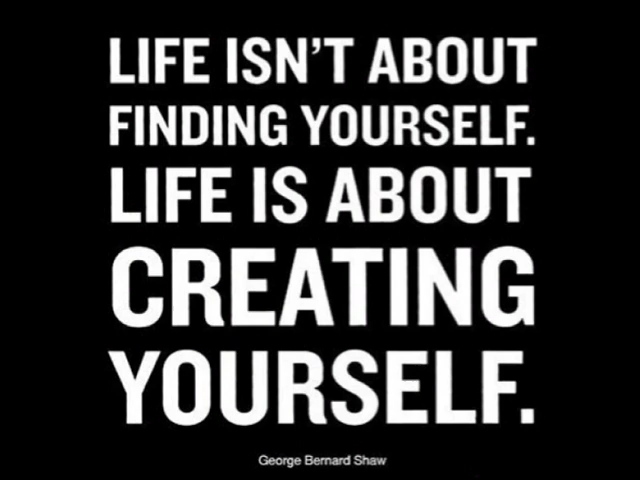 LIFE ISN’T ABOUT
FINDING YOURSELF.
LIFE IS ABOUT
CREATING
YOURSELF.
George Bernard Shaw